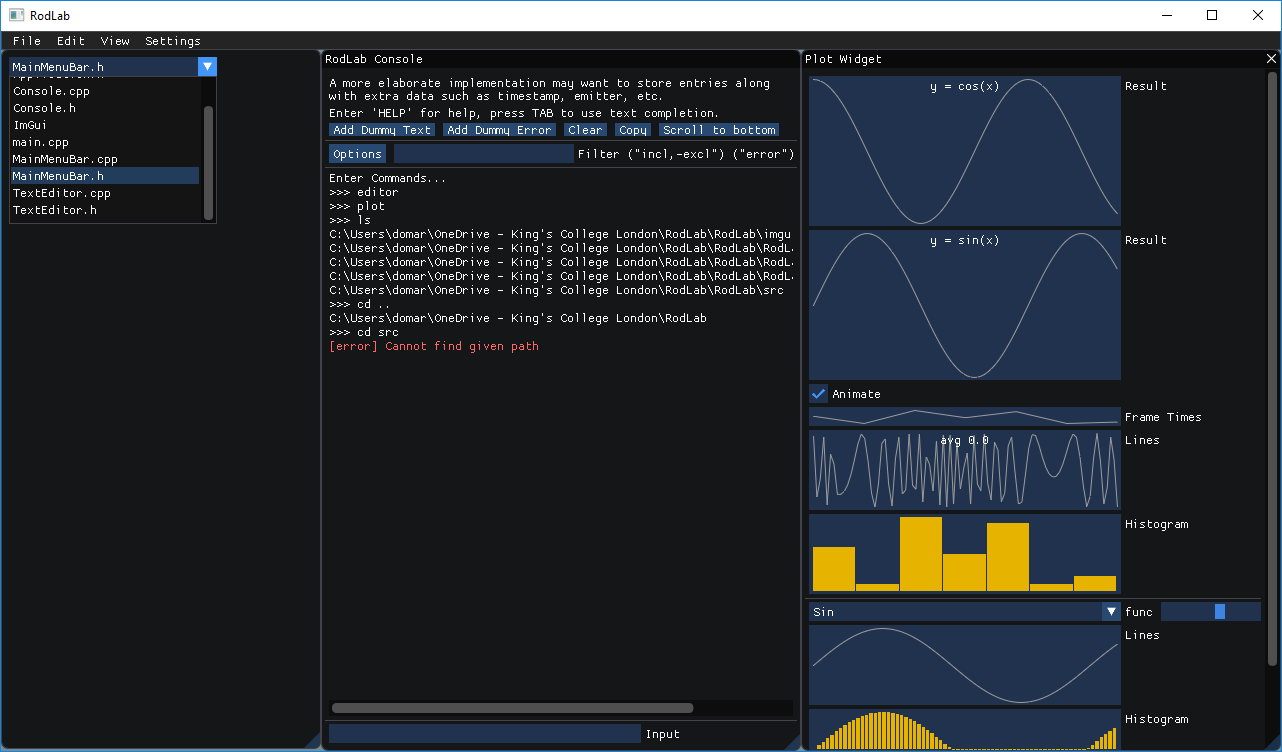 RodLab
File Edit View Settings
MainMenuBar.h
Console.cpp
Console.h
ImGui
main.cpp
MainMenuBar.cpp
MainMenuBar.h
TextEditor.cpp
TextEditor.h
RodLab Console
A more elaborate implementation may want to store entries along
with extra data such as timestamp, emitter, etc.
Enter 'HELP' for help, press TAB to use text completion.
Add Dummy Text Add Dummy Error Clear Copy Scroll to bottom
Options Filter ("incl,-excl") ("error")
Enter Commands...
>>> editor
>>> plot
>>> ls
C:\Users\domar\OneDrive - King's College London\RodLab\RodLab\imgu
C:\Users\domar\OneDrive - King's College London\RodLab\RodLab\RodL
C:\Users\domar\OneDrive - King's College London\RodLab\RodLab\RodL
C:\Users\domar\OneDrive - King's College London\RodLab\RodLab\RodL
C:\Users\domar\OneDrive - King's College London\RodLab\RodLab\src
>>> cd ..
C:\Users\domar\OneDrive - King's College London\RodLab
>>> cd src
[error] Cannot find given path
Input
Plot Widget
y = cos(x) Result
y = sin(x) Result
Animate
Frame Times
avg 0.0 Lines
Histogram
Sin func
Lines
Histogram